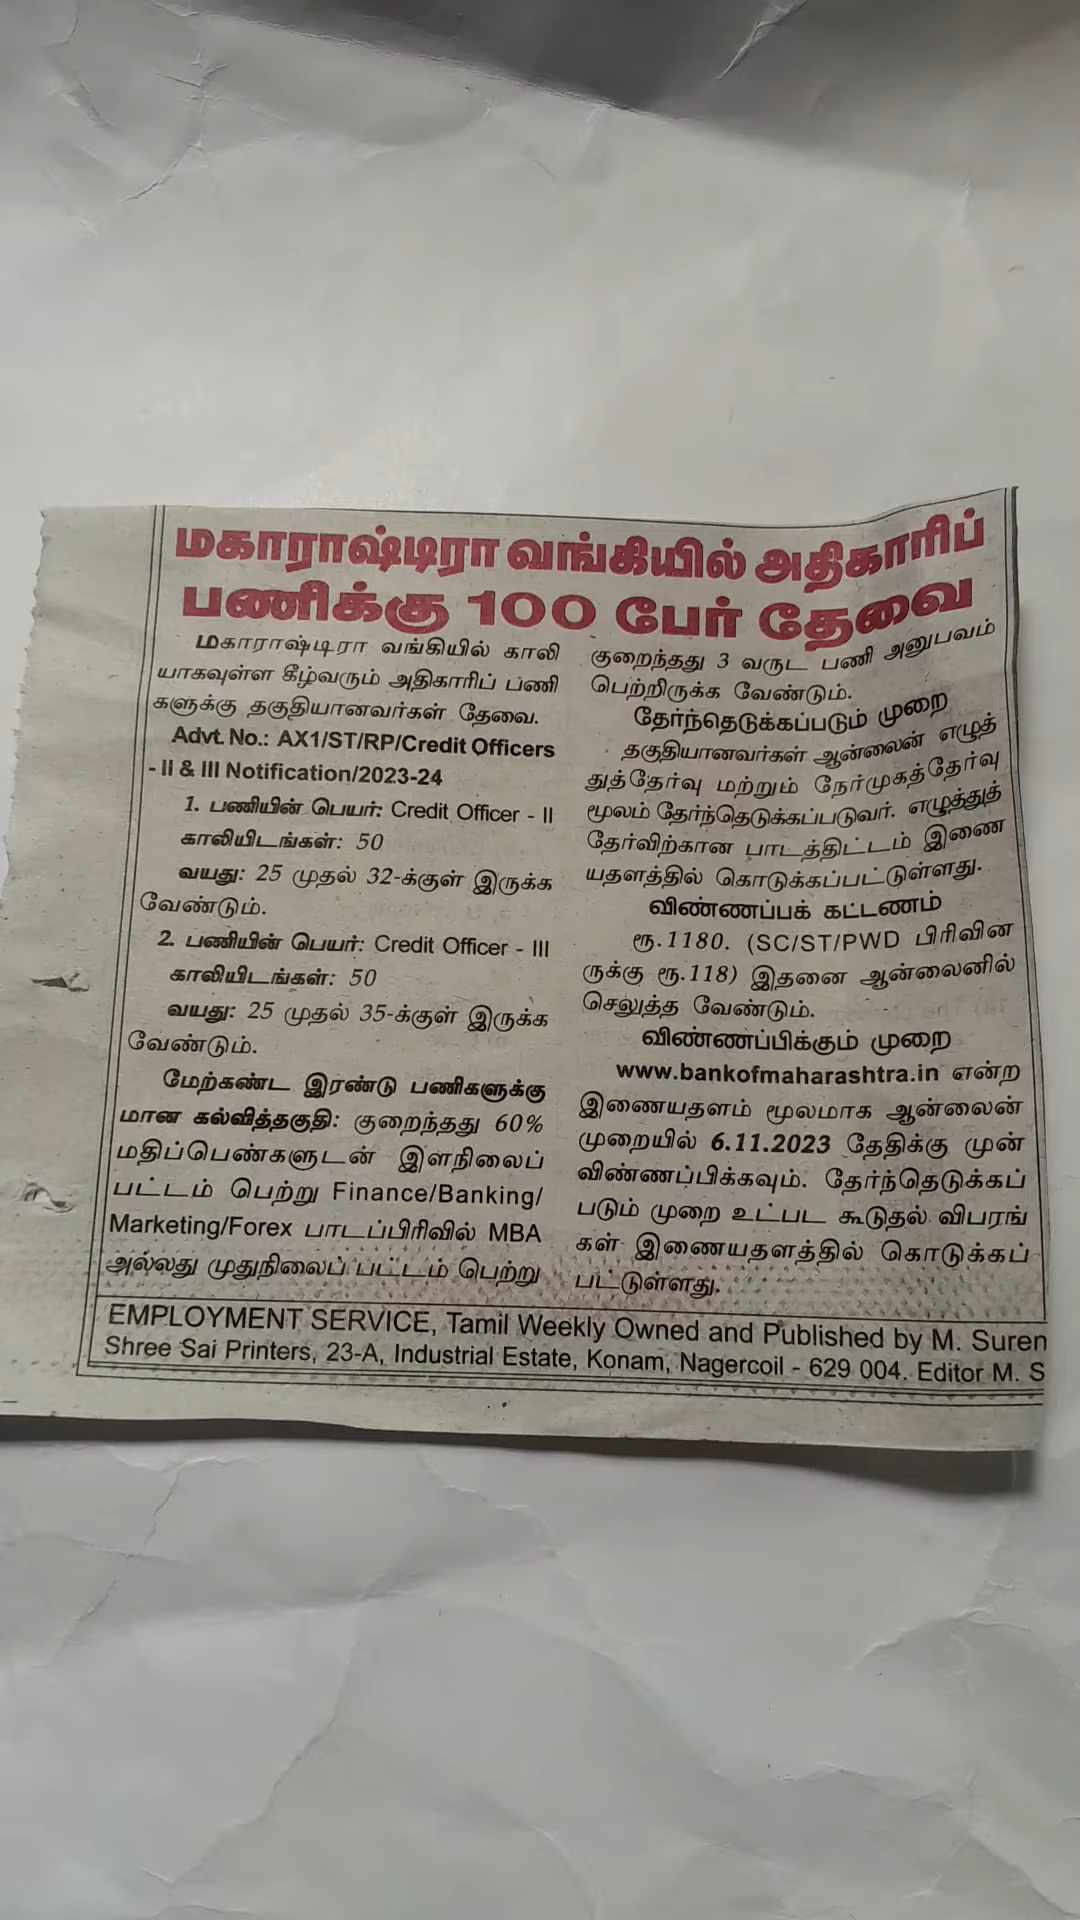 மகாராஷ்டிரா வங்கியில் அதிகாரிப்
பணிக்கு 100 பேர் தேவை
மகாராஷ்டிரா வங்கியில் காலி
யாகவுள்ள கீழ்வரும் அதிகாரிப் பணி
களுக்கு தகுதியானவர்கள் தேவை.
Advt. No.: AX1/ST/RP/Credit Officers
- II & III Notification/2023-24
1. பணியின் பெயர்: Credit Officer - II
காலியிடங்கள்: 50
வயது: 25 முதல் 32-க்குள் இருக்க
வேண்டும்.
2. பணியின் பெயர்: Credit Officer - III
காலியிடங்கள்: 50
வயது: 25 முதல் 35-க்குள் இருக்க
வேண்டும்.
மேற்கண்ட இரண்டு பணிகளுக்கு
மான கல்வித்தகுதி: குறைந்தது 60%
மதிப்பெண்களுடன் இளநிலைப்
பட்டம் பெற்று Finance/Banking/
Marketing/Forex பாடப்பிரிவில் MBA
அல்லது முதுநிலைப் பட்டம் பெற்று
குறைந்தது 3 வருட பணி அனுபவம்
பெற்றிருக்க வேண்டும்.
தேர்ந்தெடுக்கப்படும் முறை
தகுதியானவர்கள் ஆன்லைன் எழுத்
துத்தேர்வு மற்றும் நேர்முகத்தேர்வு
மூலம் தேர்ந்தெடுக்கப்படுவர். எழுத்துத்
தேர்விற்கான பாடத்திட்டம் இணை
யதளத்தில் கொடுக்கப்பட்டுள்ளது.
விண்ணப்பக் கட்டணம்
ரூ.1180. (SC/ST/PWD பிரிவின
ருக்கு ரூ.118) இதனை ஆன்லைனில்
செலுத்த வேண்டும்.
விண்ணப்பிக்கும் முறை
www.bankofmaharashtra.in என்ற
இணையதளம் மூலமாக ஆன்லைன்
முறையில் 6.11.2023 தேதிக்கு முன்
விண்ணப்பிக்கவும். தேர்ந்தெடுக்கப்
படும் முறை உட்பட கூடுதல் விபரங்
கள் இணையதளத்தில் கொடுக்கப்
பட்டுள்ளது.
EMPLOYMENT SERVICE, Tamil Weekly Owned and Published by M. Suren
Shree Sai Printers, 23-A, Industrial Estate, Konam, Nagercoil - 629 004. Editor M. S